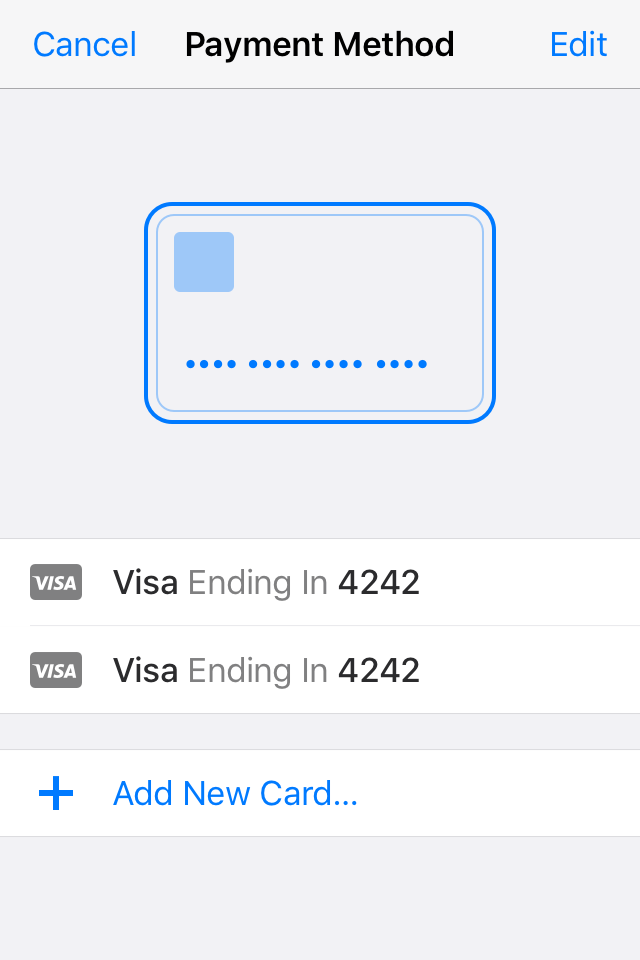 Cancel Payment Method Edit
•••• •••• •••• ••••
VISA Visa Ending In 4242
VISA Visa Ending In 4242
+ Add New Card...